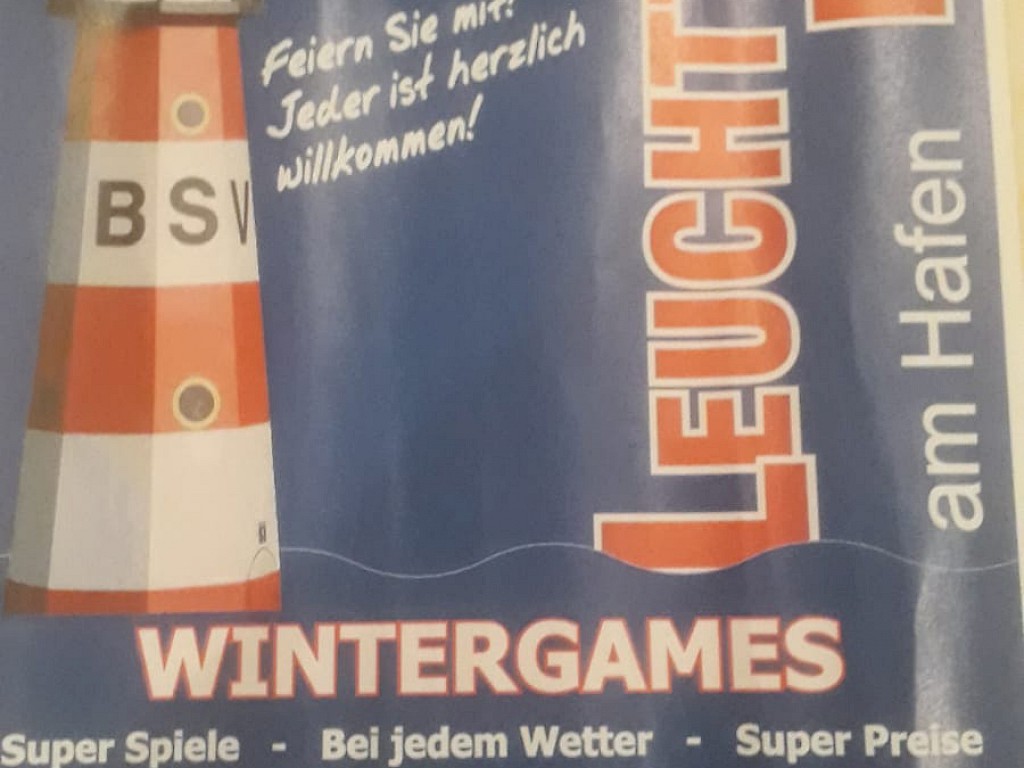 Feiern Sie mit!
Jeder ist herzlich
willkommen!
BSV
LEUCHT
am Hafen
WINTERGAMES
Super Spiele - Bei jedem Wetter - Super Preise